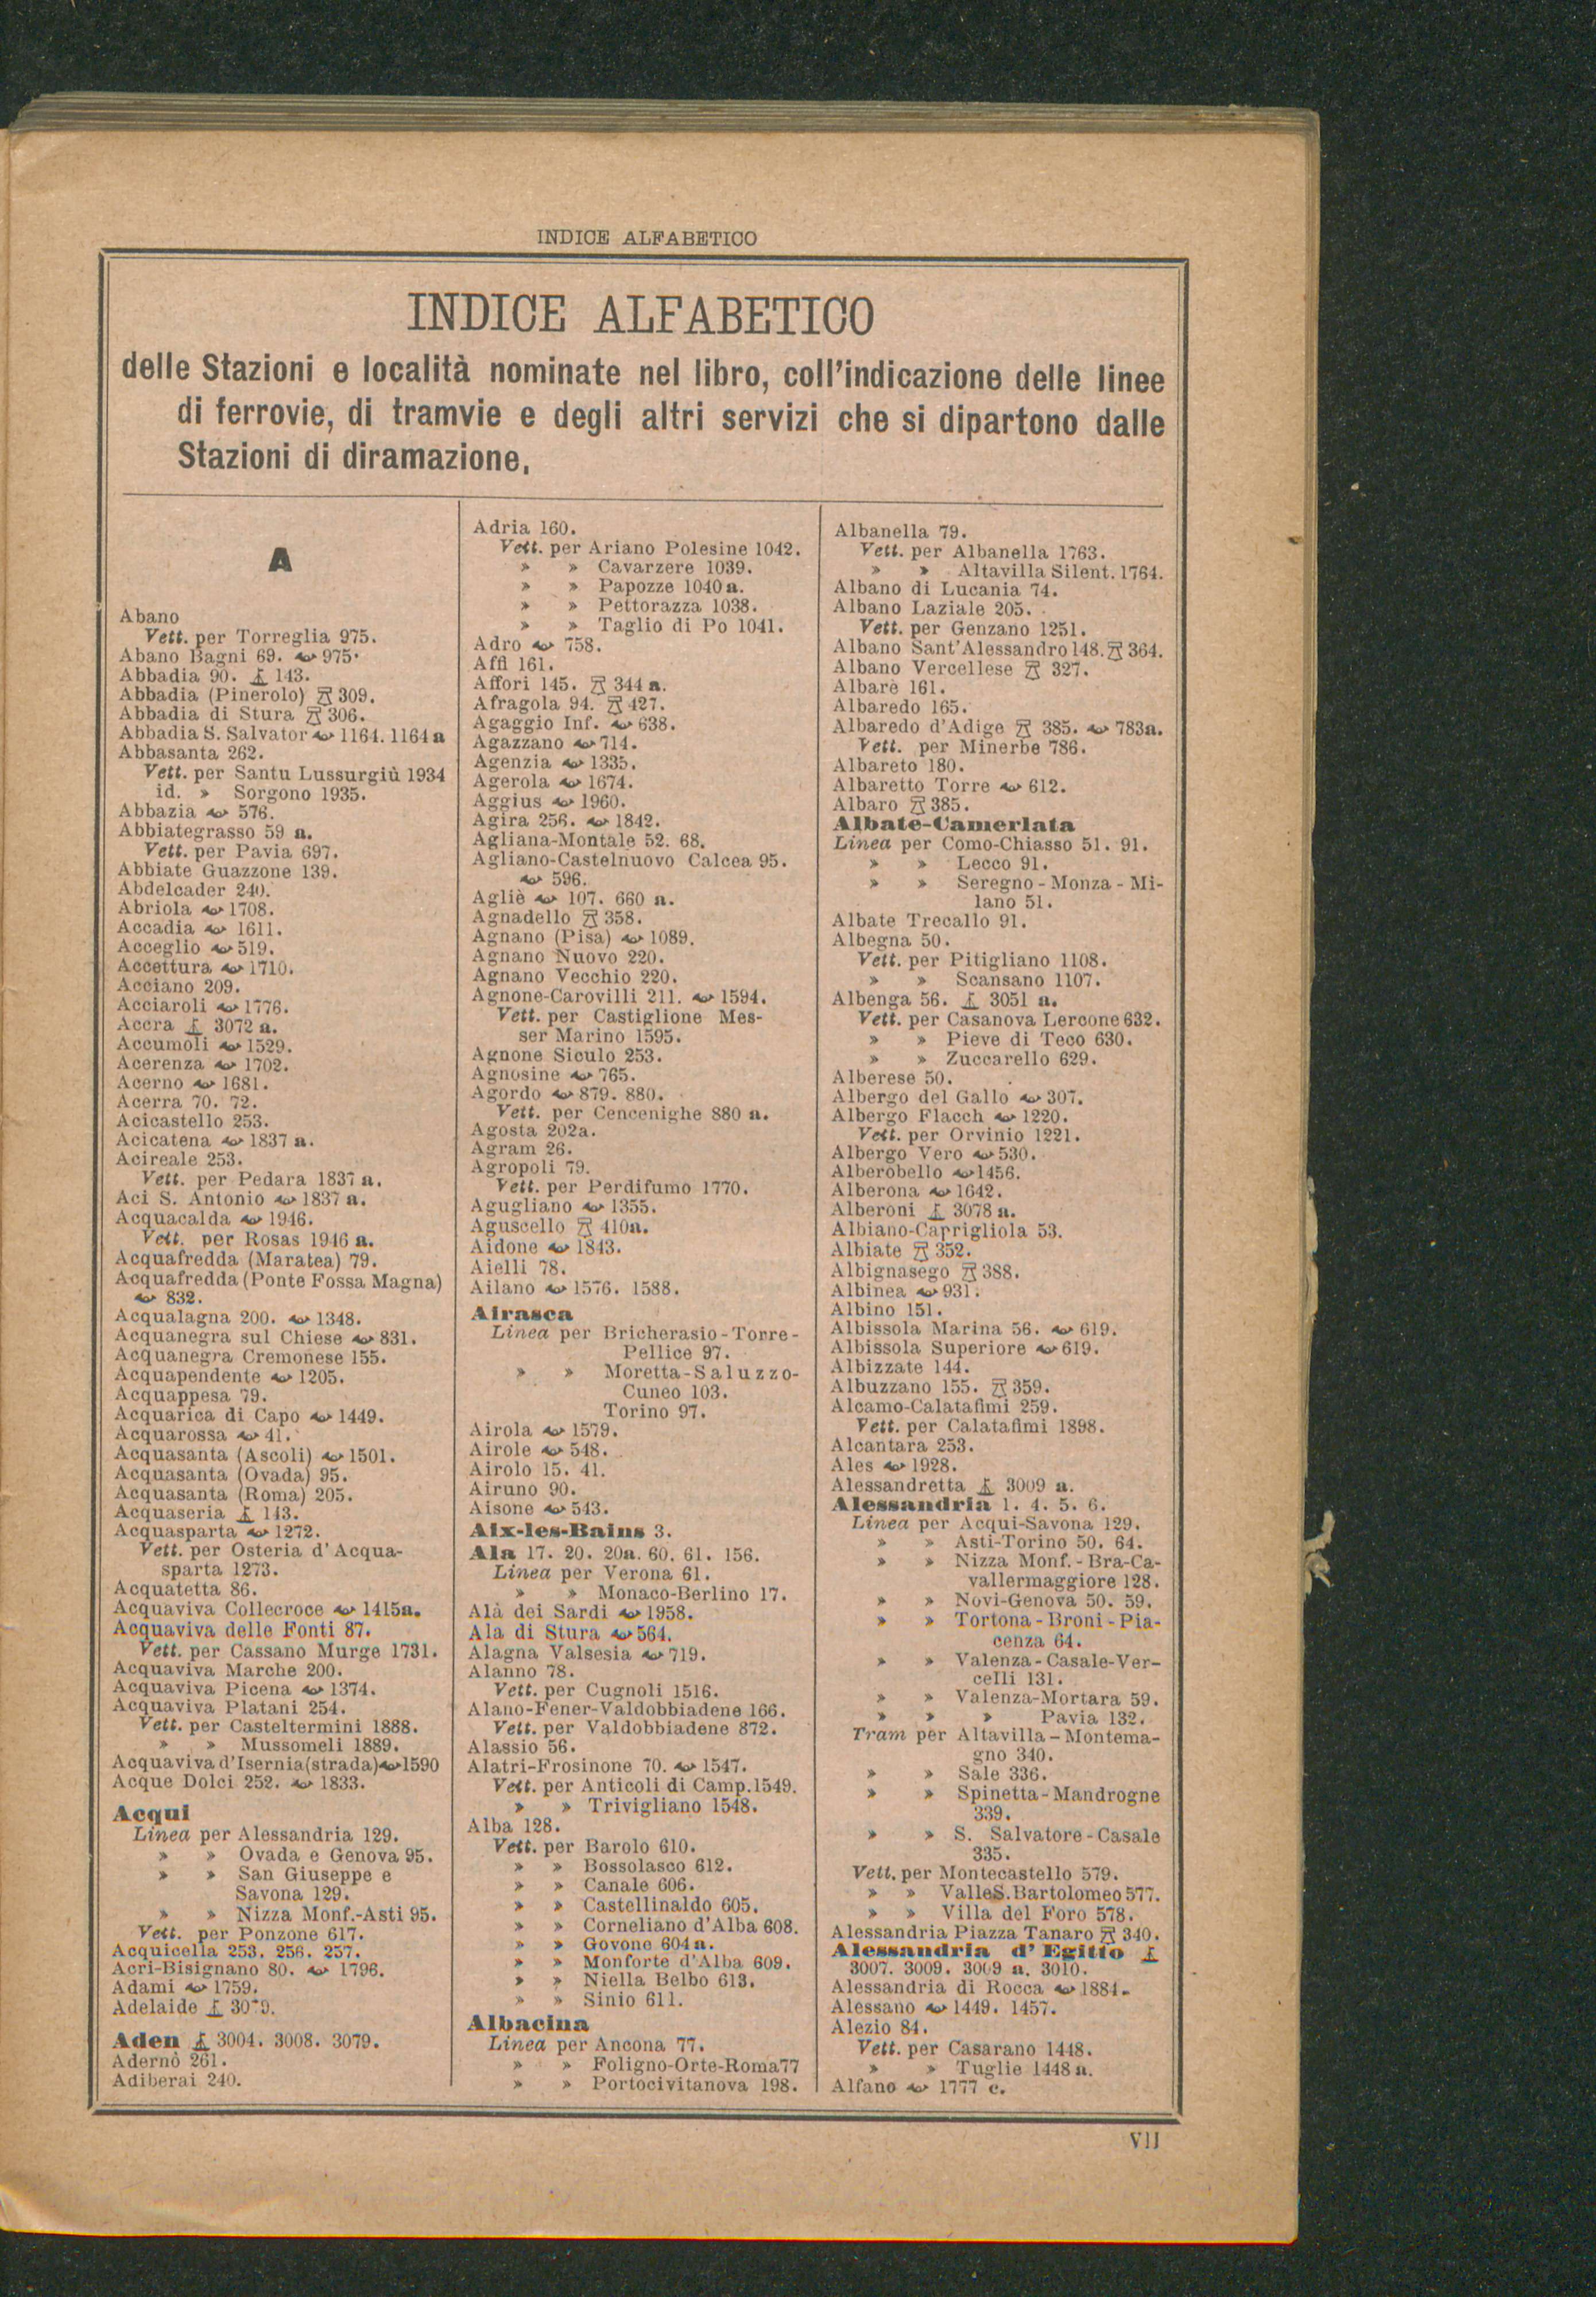 INDICE ALFABETICO
INDICE ALFABETICO
delle Stazioni e località nominate nel libro, coll'indicazione delle linee
di ferrovie, di tramvie e degli altri servizi che si dipartono dalle
Stazioni di diramazione.
A
Abano
Vett. per Torreglia 975.
Abano Bagni 69. 975.
Abbadia 90. 143.
Abbadia (Pinerolo) 309.
Abbadia di Stura 306.
Abbadia S. Salvator 1164. 1164 a
Abbasanta 262.
Vett. per Santu Lussurgiù 1934
id. » Sorgono 1935.
Abbazia 576.
Abbiategrasso 59 a.
Vett. per Pavia 697.
Abbiate Guazzone 139.
Abdelcader 240.
Abriola 1708.
Accadia 1611.
Acceglio 519.
Accettura 1710.
Acciano 209.
Acciaroli 1776.
Accra 3072 a.
Accumoli 1529.
Acerenza 1702.
Acerno 1681.
Acerra 70. 72.
Acicastello 253.
Acicatena 1837 a.
Acireale 253.
Vett. per Pedara 1837 a.
Aci S. Antonio 1837 a.
Acquacalda 1946.
Vett. per Rosas 1946 a.
Acquafredda (Maratea) 79.
Acquafredda (Ponte Fossa Magna)
832.
Acqualagna 200. 1348.
Acquanegra sul Chiese 831.
Acquanegra Cremonese 155.
Acquapendente 1205.
Acquappesa 79.
Acquarica di Capo 1449.
Acquarossa 41.
Acquasanta (Ascoli) 1501.
Acquasanta (Ovada) 95.
Acquasanta (Roma) 205.
Acquaseria 143.
Acquasparta 1272.
Vett. per Osteria d'Acqua-
sparta 1273.
Acquatetta 86.
Acquaviva Collecroce 1415a.
Acquaviva delle Fonti 87.
Vett. per Cassano Murge 1731.
Acquaviva Marche 200.
Acquaviva Picena 1374.
Acquaviva Platani 254.
Vett. per Casteltermini 1888.
» » Mussomeli 1889.
Acquaviva d'Isernia (strada) 1590
Acque Dolci 252. 1833.
Acqui
Linea per Alessandria 129.
» » Ovada e Genova 95.
» » San Giuseppe e
Savona 129.
» » Nizza Monf.-Asti 95.
Vett. per Ponzone 617.
Acquicella 253. 256. 257.
Acri-Bisignano 80. 1796.
Adami 1759.
Adelaide 3079.
Aden 3004. 3008. 3079.
Adernò 261.
Adiberai 240.
Adria 160.
Vett. per Ariano Polesine 1042.
» » Cavarzere 1039.
» » Papozze 1040 a.
» » Pettorazza 1038.
» » Taglio di Po 1041.
Adro 758.
Affi 161.
Affori 145. 344 a.
Afragola 94. 427.
Agaggio Inf. 638.
Agazzano 714.
Agenzia 1335.
Agerola 1674.
Aggius 1960.
Agira 256. 1842.
Agliana-Montale 52. 68.
Agliano-Castelnuovo Calcea 95.
596.
Agliè 107. 660 a.
Agnadello 358.
Agnano (Pisa) 1089.
Agnano Nuovo 220.
Agnano Vecchio 220.
Agnone-Carovilli 211. 1594.
Vett. per Castiglione Mes-
ser Marino 1595.
Agnone Siculo 253.
Agnosine 765.
Agordo 879. 880.
Vett. per Cencenighe 880 a.
Agosta 202a.
Agram 26.
Agropoli 79.
Vett. per Perdifumo 1770.
Agugliano 1355.
Aguscello 410a.
Aidone 1843.
Aielli 78.
Ailano 1576. 1588.
Airasca
Linea per Bricherasio-Torre-
Pellice 97.
» » Moretta-Saluzzo-
Cuneo 103.
Torino 97.
Airola 1579.
Airole 548.
Airolo 15. 41.
Airuno 90.
Aisone 543.
Aix-les-Bains 3.
Ala 17. 20. 20a. 60. 61. 156.
Linea per Verona 61.
» » Monaco-Berlino 17.
Alà dei Sardi 1958.
Ala di Stura 564.
Alagna Valsesia 719.
Alanno 78.
Vett. per Cugnoli 1516.
Alano-Fener-Valdobbiadene 166.
Vett. per Valdobbiadene 872.
Alassio 56.
Alatri-Frosinone 70. 1547.
Vett. per Anticoli di Camp. 1549.
» » Trivigliano 1548.
Alba 128.
Vett. per Barolo 610.
» » Bossolasco 612.
» » Canale 606.
» » Castellinaldo 605.
» » Corneliano d'Alba 608.
» » Govone 604 a.
» » Monforte d'Alba 609.
» » Niella Belbo 613.
» » Sinio 611.
Albacina
Linea per Ancona 77.
» » Foligno-Orte-Roma 77
» » Portocivitanova 198.
Albanella 79.
Vett. per Albanella 1763.
» » Altavilla Silent. 1764.
Albano di Lucania 74.
Albano Laziale 205.
Vett. per Genzano 1251.
Albano Sant'Alessandro 148. 364.
Albano Vercellese 327.
Albarè 161.
Albaredo 165.
Albaredo d'Adige 385. 783a.
Vett. per Minerbe 786.
Albareto 180.
Albaretto Torre 612.
Albaro 385.
Albate-Camerlata
Linea per Como-Chiasso 51. 91.
» » Lecco 91.
» » Seregno-Monza-Mi-
lano 51.
Albate Trecallo 91.
Albegna 50.
Vett. per Pitigliano 1108.
» » Scansano 1107.
Albenga 56. 3051 a.
Vett. per Casanova Lercone 632.
» » Pieve di Teco 630.
» » Zuccarello 629.
Alberese 50.
Albergo del Gallo 307.
Albergo Flacch 1220.
Vett. per Orvinio 1221.
Albergo Vero 530.
Alberobello 1456.
Alberona 1642.
Alberoni 3078 a.
Albiano-Caprigliola 53.
Albiate 352.
Albignasego 388.
Albinea 931.
Albino 151.
Albissola Marina 56. 619.
Albissola Superiore 619.
Albizzate 144.
Albuzzano 155. 359.
Alcamo-Calatafimi 259.
Vett. per Calatafimi 1898.
Alcantara 253.
Ales 1928.
Alessandretta 3009 a.
Alessandria 1. 4. 5. 6.
Linea per Acqui-Savona 129.
» » Asti-Torino 50. 64.
» » Nizza Monf.-Bra-Ca-
vallermaggiore 128.
» » Novi-Genova 50. 59.
» » Tortona-Broni-Pia-
cenza 64.
» » Valenza-Casale-Ver-
celli 131.
» » Valenza-Mortara 59.
» » » Pavia 132.
Tram per Altavilla-Montema-
gno 340.
» » Sale 336.
» » Spinetta-Mandrogne
339.
» » S. Salvatore-Casale
335.
Vett. per Montecastello 579.
» » Valle S. Bartolomeo 577.
» » Villa del Foro 578.
Alessandria Piazza Tanaro 340.
Alessandria d'Egitto
3007. 3009. 3009 a. 3010.
Alessandria di Rocca 1884.
Alessano 1449. 1457.
Alezio 84.
Vett. per Casarano 1448.
» » Tuglie 1448 a.
Alfano 1777 c.
VII